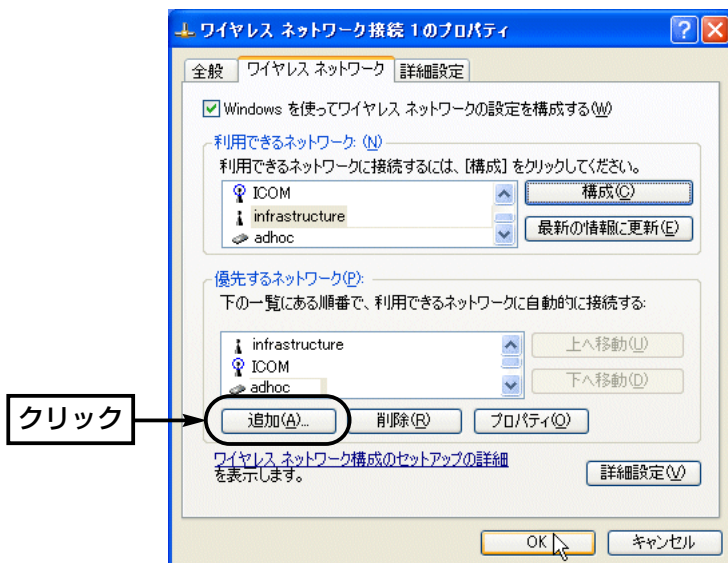 ワイヤレス ネットワーク接続 1のプロパティ
全般
ワイヤレス ネットワーク
詳細設定
Windows を使ってワイヤレス ネットワークの設定を構成する(W)
利用できるネットワーク: (N)
利用できるネットワークに接続するには、[構成] をクリックしてください。
ICOM
infrastructure
adhoc
構成(C)
最新の情報に更新(E)
優先するネットワーク(P):
下の一覧にある順番で、利用できるネットワークに自動的に接続する:
infrastructure
ICOM
adhoc
上へ移動(U)
下へ移動(D)
クリック
追加(A)...
削除(R)
プロパティ(O)
ワイヤレス ネットワーク構成のセットアップの詳細
を表示します。
詳細設定(V)
OK
キャンセル